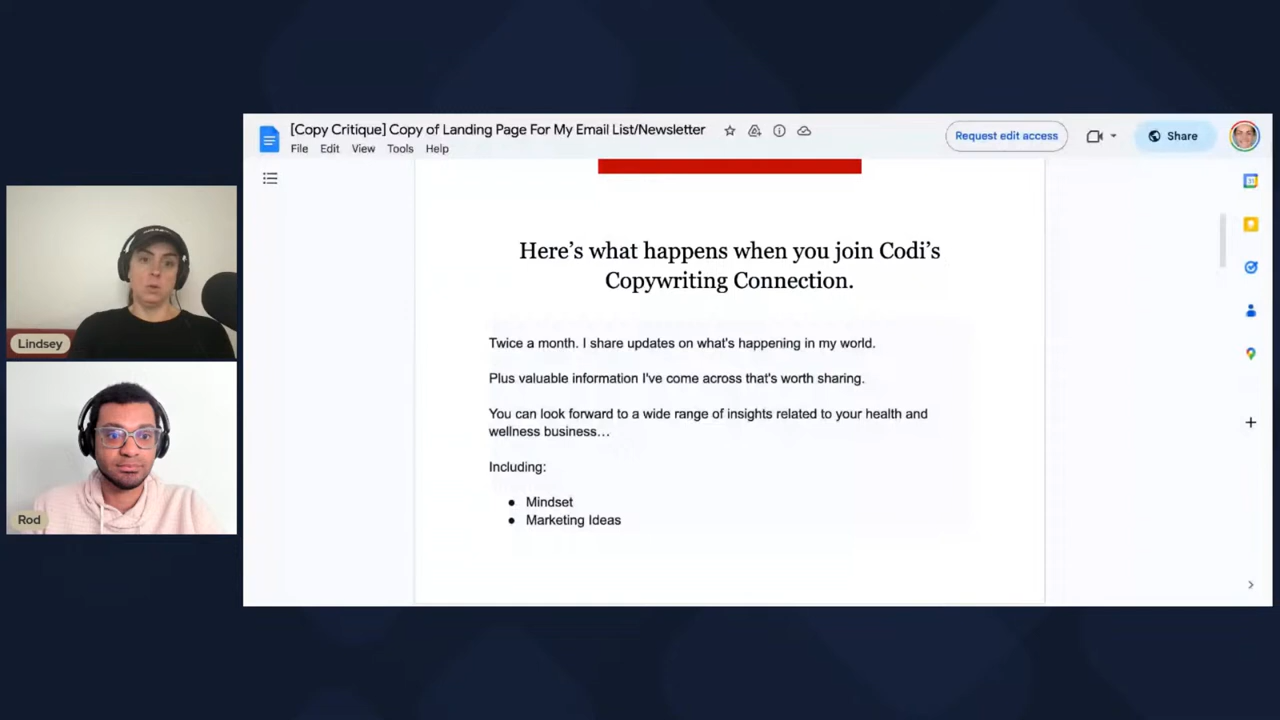 [Copy Critique] Copy of Landing Page For My Email List/Newsletter
File Edit View Tools Help
Request edit access
Share
Here’s what happens when you join Codi’s
Copywriting Connection.
Twice a month. I share updates on what's happening in my world.
Plus valuable information I've come across that's worth sharing.
You can look forward to a wide range of insights related to your health and
wellness business…
Including:
● Mindset
● Marketing Ideas
Lindsey
Rod